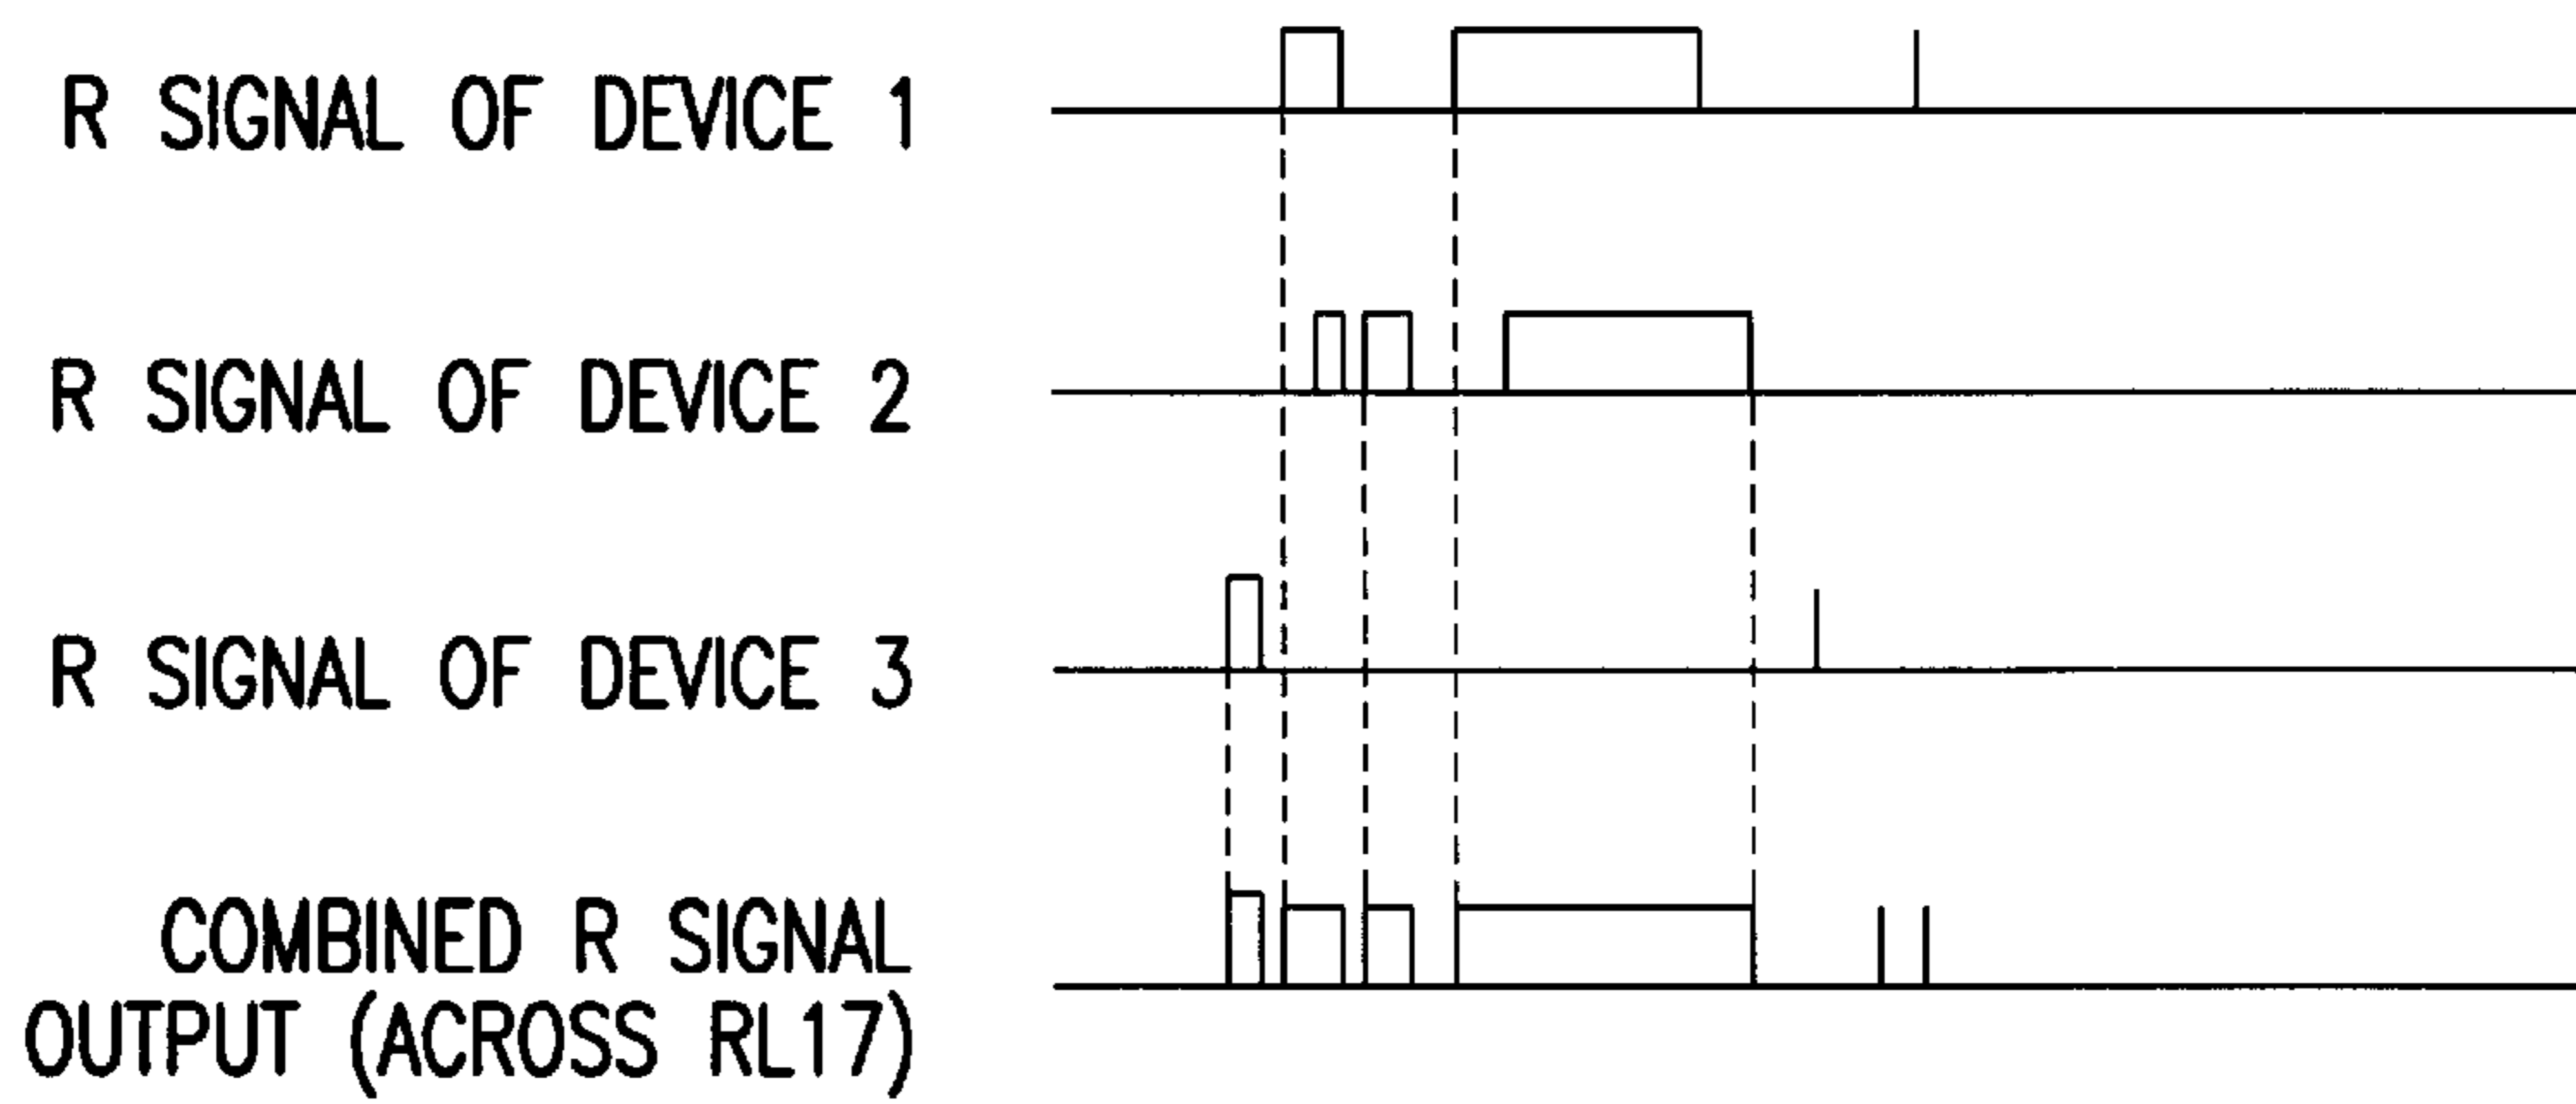 R SIGNAL OF DEVICE 1
R SIGNAL OF DEVICE 2
R SIGNAL OF DEVICE 3
COMBINED R SIGNAL
OUTPUT (ACROSS RL17)